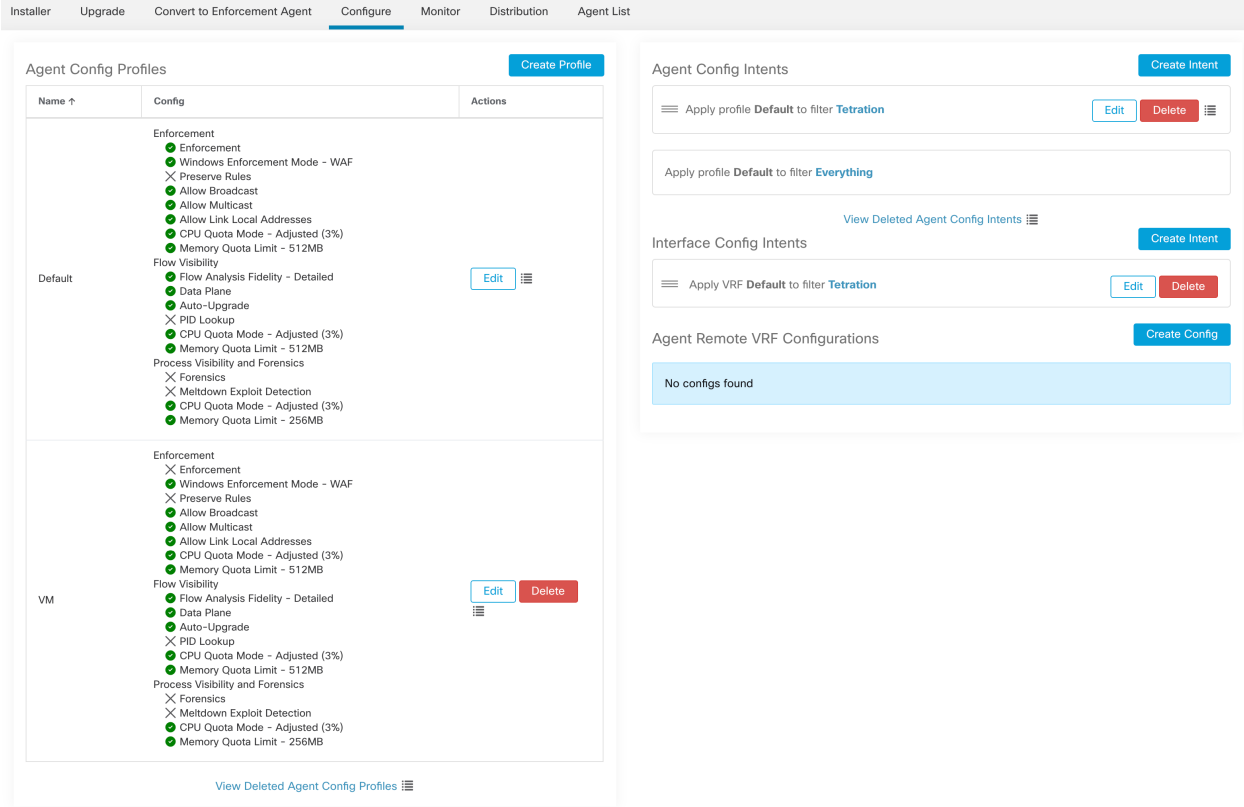 Installer Upgrade Convert to Enforcement Agent Configure Monitor Distribution Agent List
Agent Config Profiles
Create Profile
Name ↑ Config Actions
Default
Enforcement
Enforcement
Windows Enforcement Mode - WAF
Preserve Rules
Allow Broadcast
Allow Multicast
Allow Link Local Addresses
CPU Quota Mode - Adjusted (3%)
Memory Quota Limit - 512MB
Flow Visibility
Flow Analysis Fidelity - Detailed
Data Plane
Auto-Upgrade
PID Lookup
CPU Quota Mode - Adjusted (3%)
Memory Quota Limit - 512MB
Process Visibility and Forensics
Forensics
Meltdown Exploit Detection
CPU Quota Mode - Adjusted (3%)
Memory Quota Limit - 256MB
Edit
VM
Enforcement
Enforcement
Windows Enforcement Mode - WAF
Preserve Rules
Allow Broadcast
Allow Multicast
Allow Link Local Addresses
CPU Quota Mode - Adjusted (3%)
Memory Quota Limit - 512MB
Flow Visibility
Flow Analysis Fidelity - Detailed
Data Plane
Auto-Upgrade
PID Lookup
CPU Quota Mode - Adjusted (3%)
Memory Quota Limit - 512MB
Process Visibility and Forensics
Forensics
Meltdown Exploit Detection
CPU Quota Mode - Adjusted (3%)
Memory Quota Limit - 256MB
Edit Delete
View Deleted Agent Config Profiles
Agent Config Intents
Create Intent
Apply profile Default to filter Tetration
Edit Delete
Apply profile Default to filter Everything
View Deleted Agent Config Intents
Interface Config Intents
Create Intent
Apply VRF Default to filter Tetration
Edit Delete
Agent Remote VRF Configurations
Create Config
No configs found